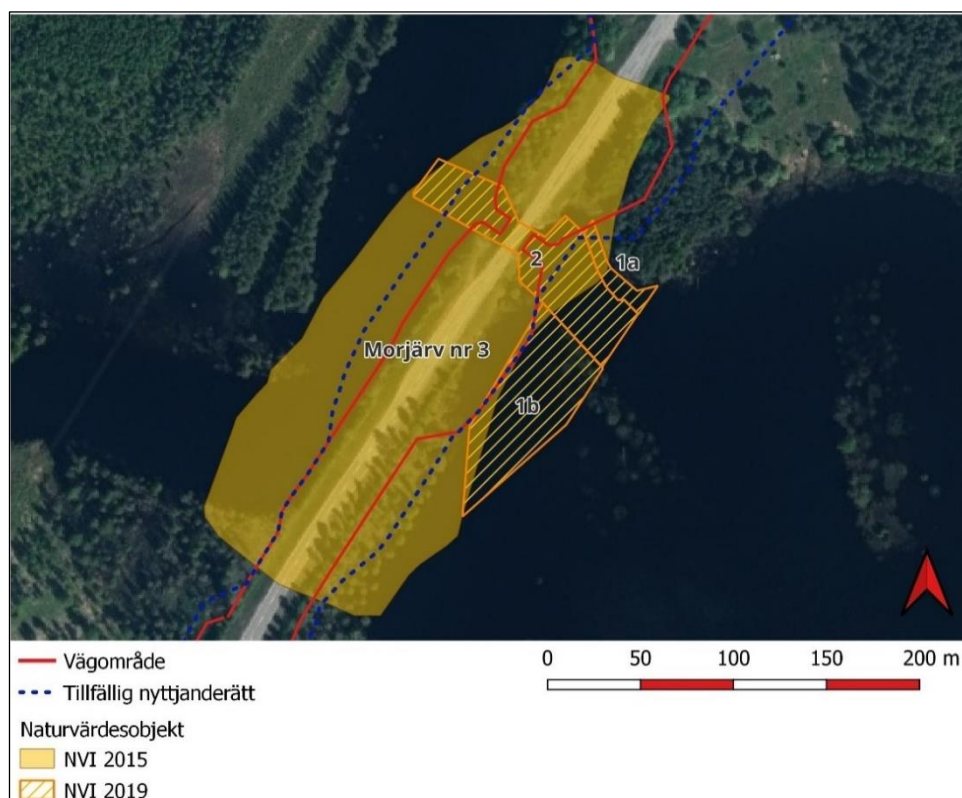 2
1a
Morjärv nr 3
1b
Vägområde
0 50 100 150 200 m
Tillfällig nyttjanderätt
Naturvärdesobjekt
NVI 2015
NVI 2019